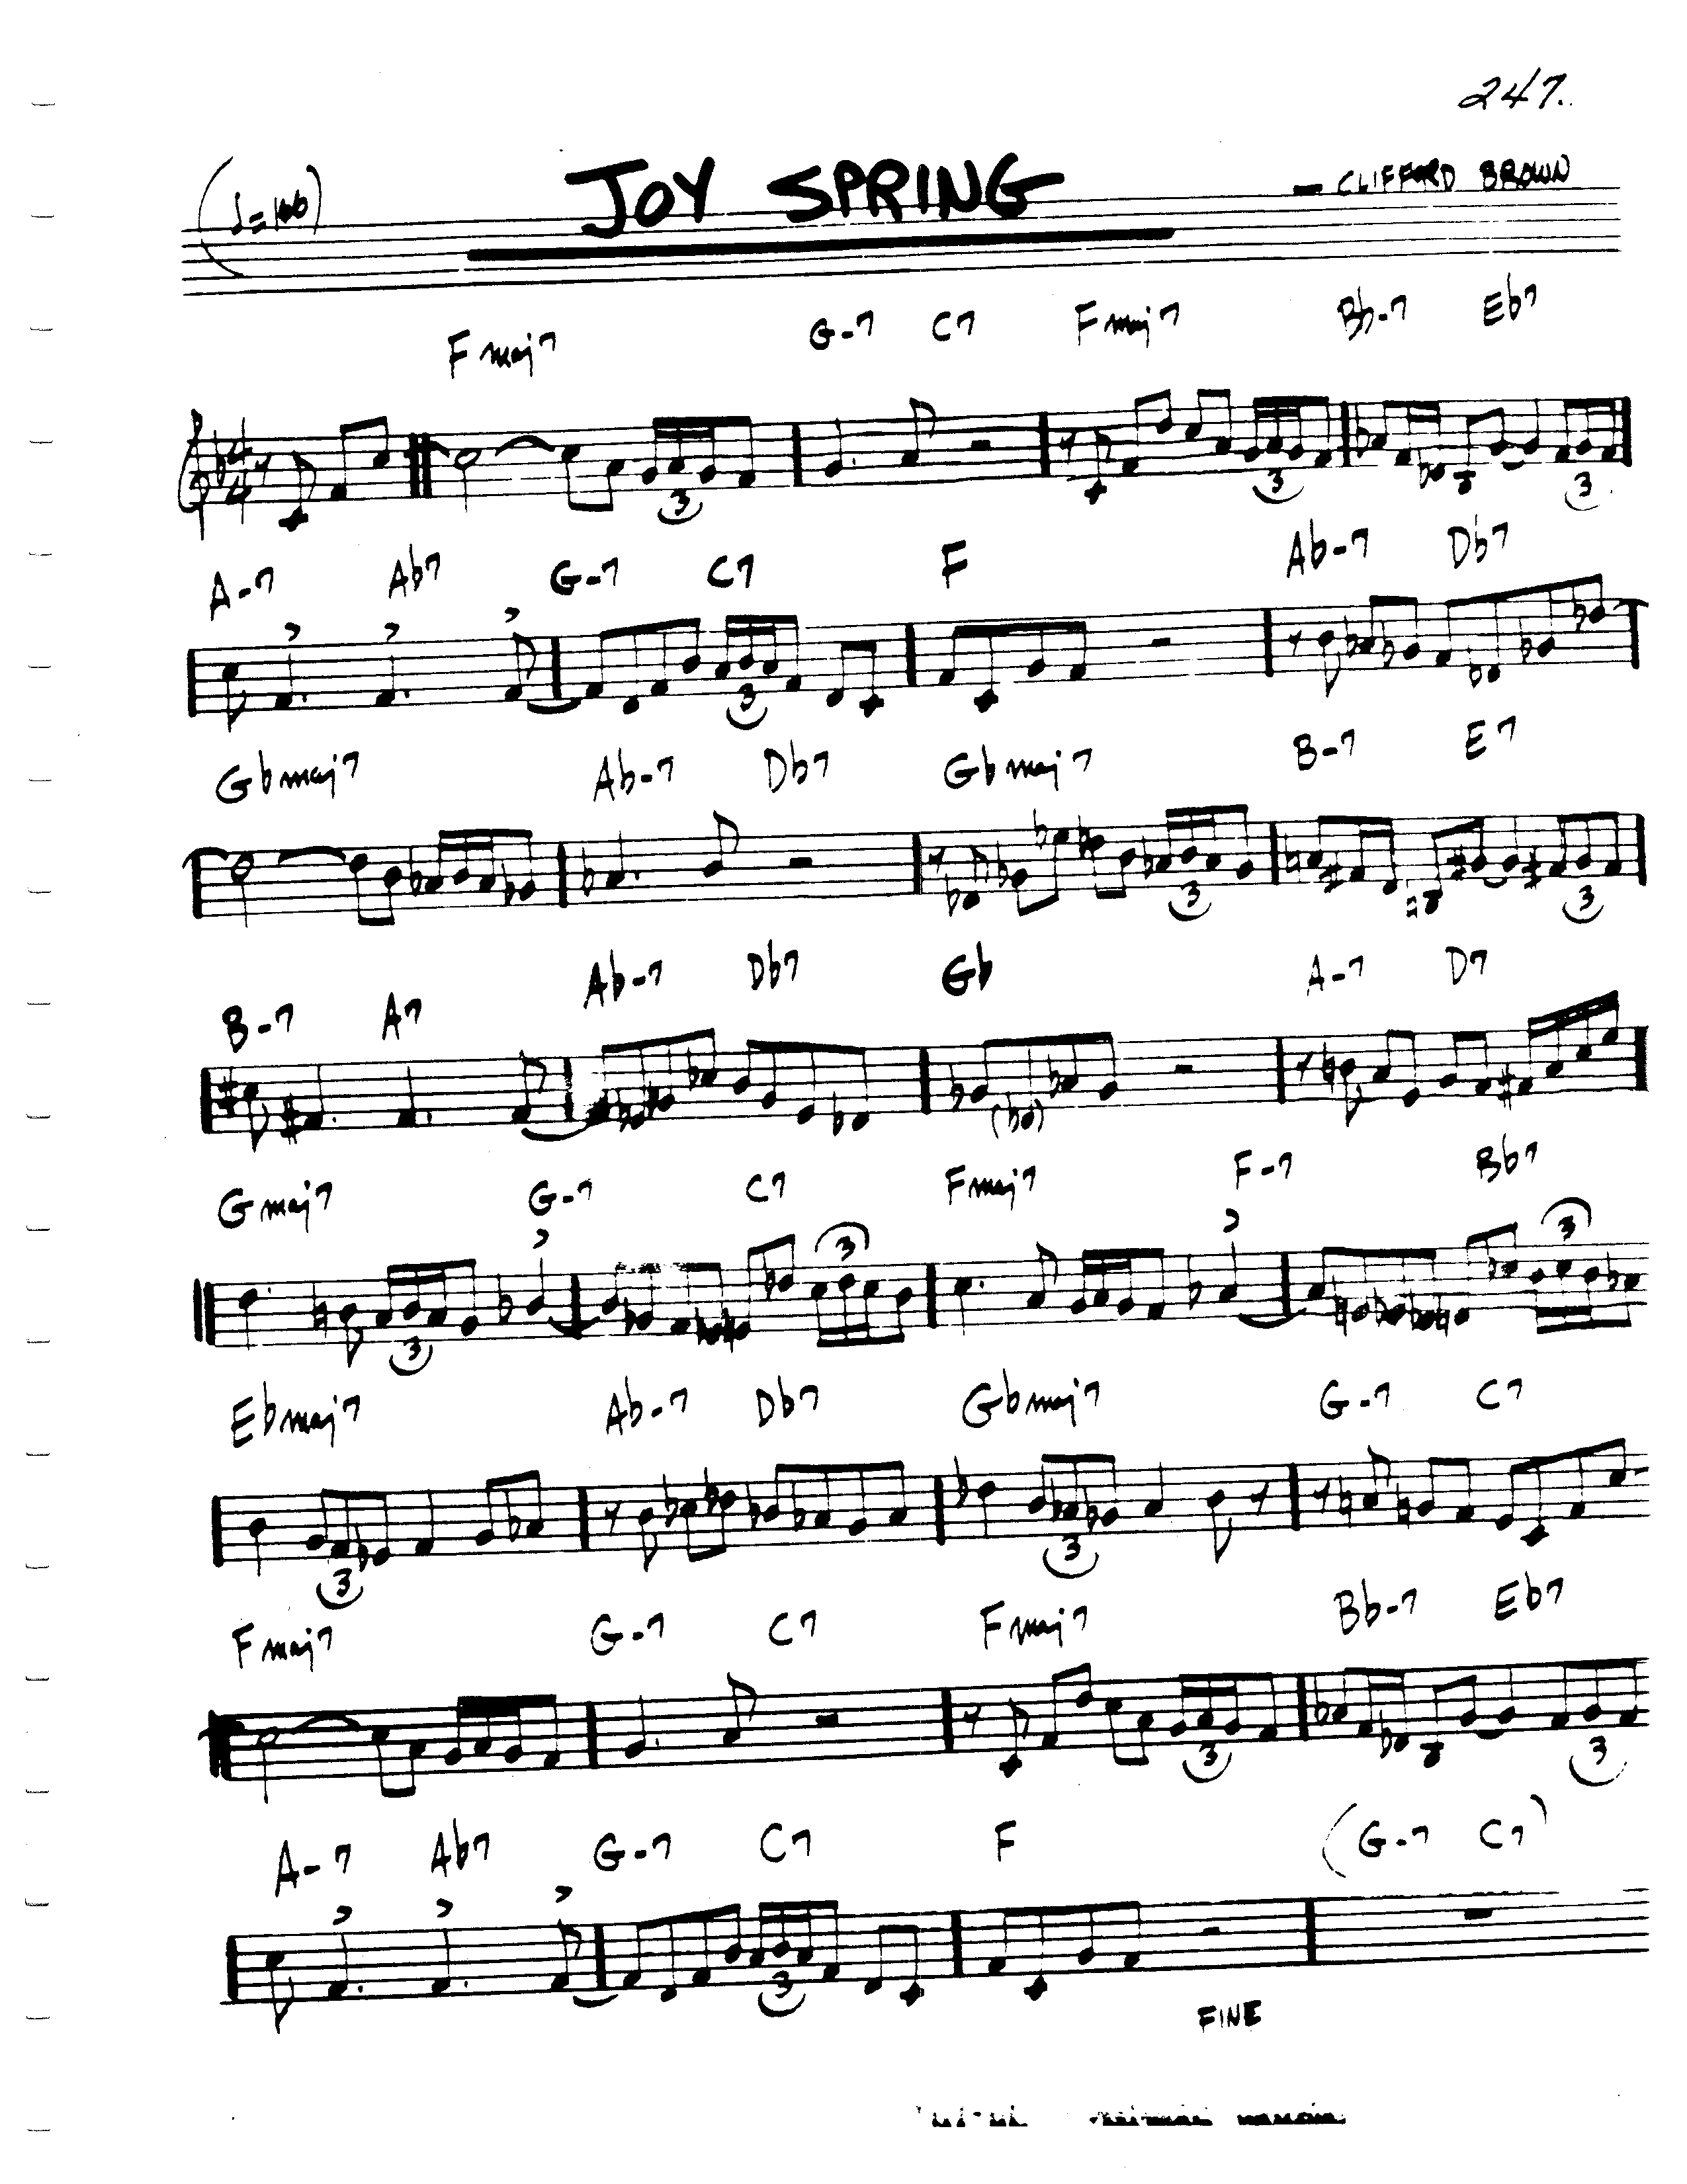 247.
(♩=166)
JOY SPRING
— CLIFFORD BROWN
Fmaj7 G-7 C7 Fmaj7 Bb-7 Eb7
3 3 3
A-7 Ab7 G-7 C7 F Ab-7 Db7
3
Gbmaj7 Ab-7 Db7 Gbmaj7 B-7 E7
3 3
B-7 A7 Ab-7 Db7 Gb A-7 D7
Gmaj7 G-7 C7 Fmaj7 F-7 Bb7
3 3 3
Ebmaj7 Ab-7 Db7 Gbmaj7 G-7 C7
3 3
Fmaj7 G-7 C7 Fmaj7 Bb-7 Eb7
3 3
A-7 Ab7 G-7 C7 F (G-7 C7)
3
FINE